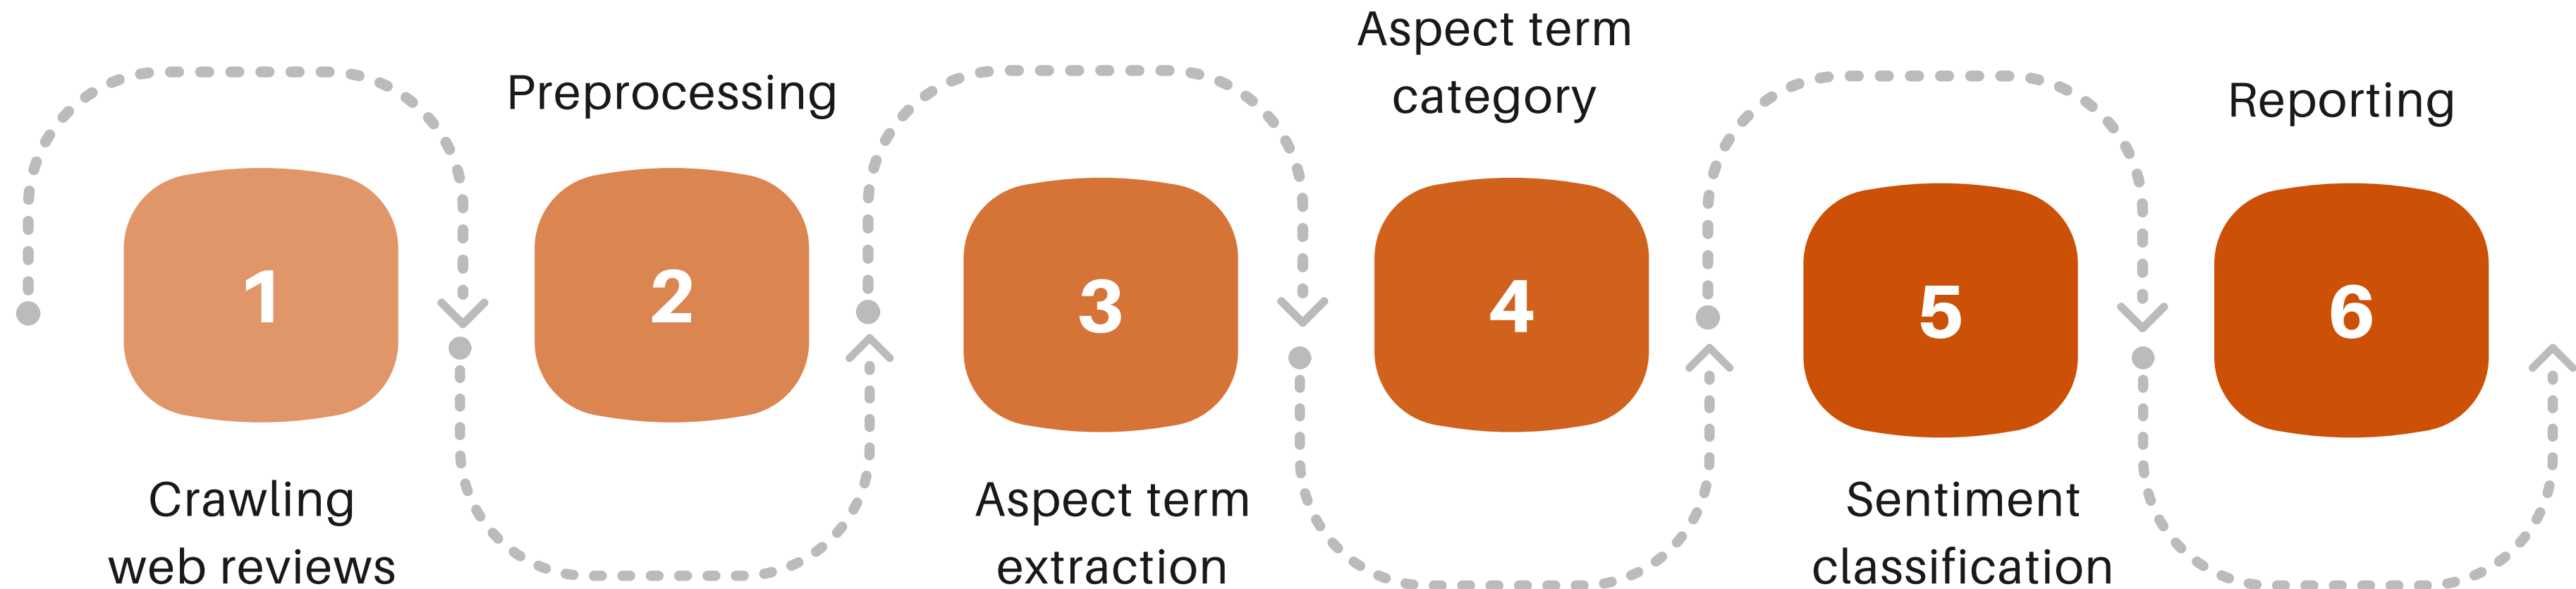 1
Crawling
web reviews
Preprocessing
2
3
Aspect term
extraction
Aspect term
category
4
5
Sentiment
classification
Reporting
6